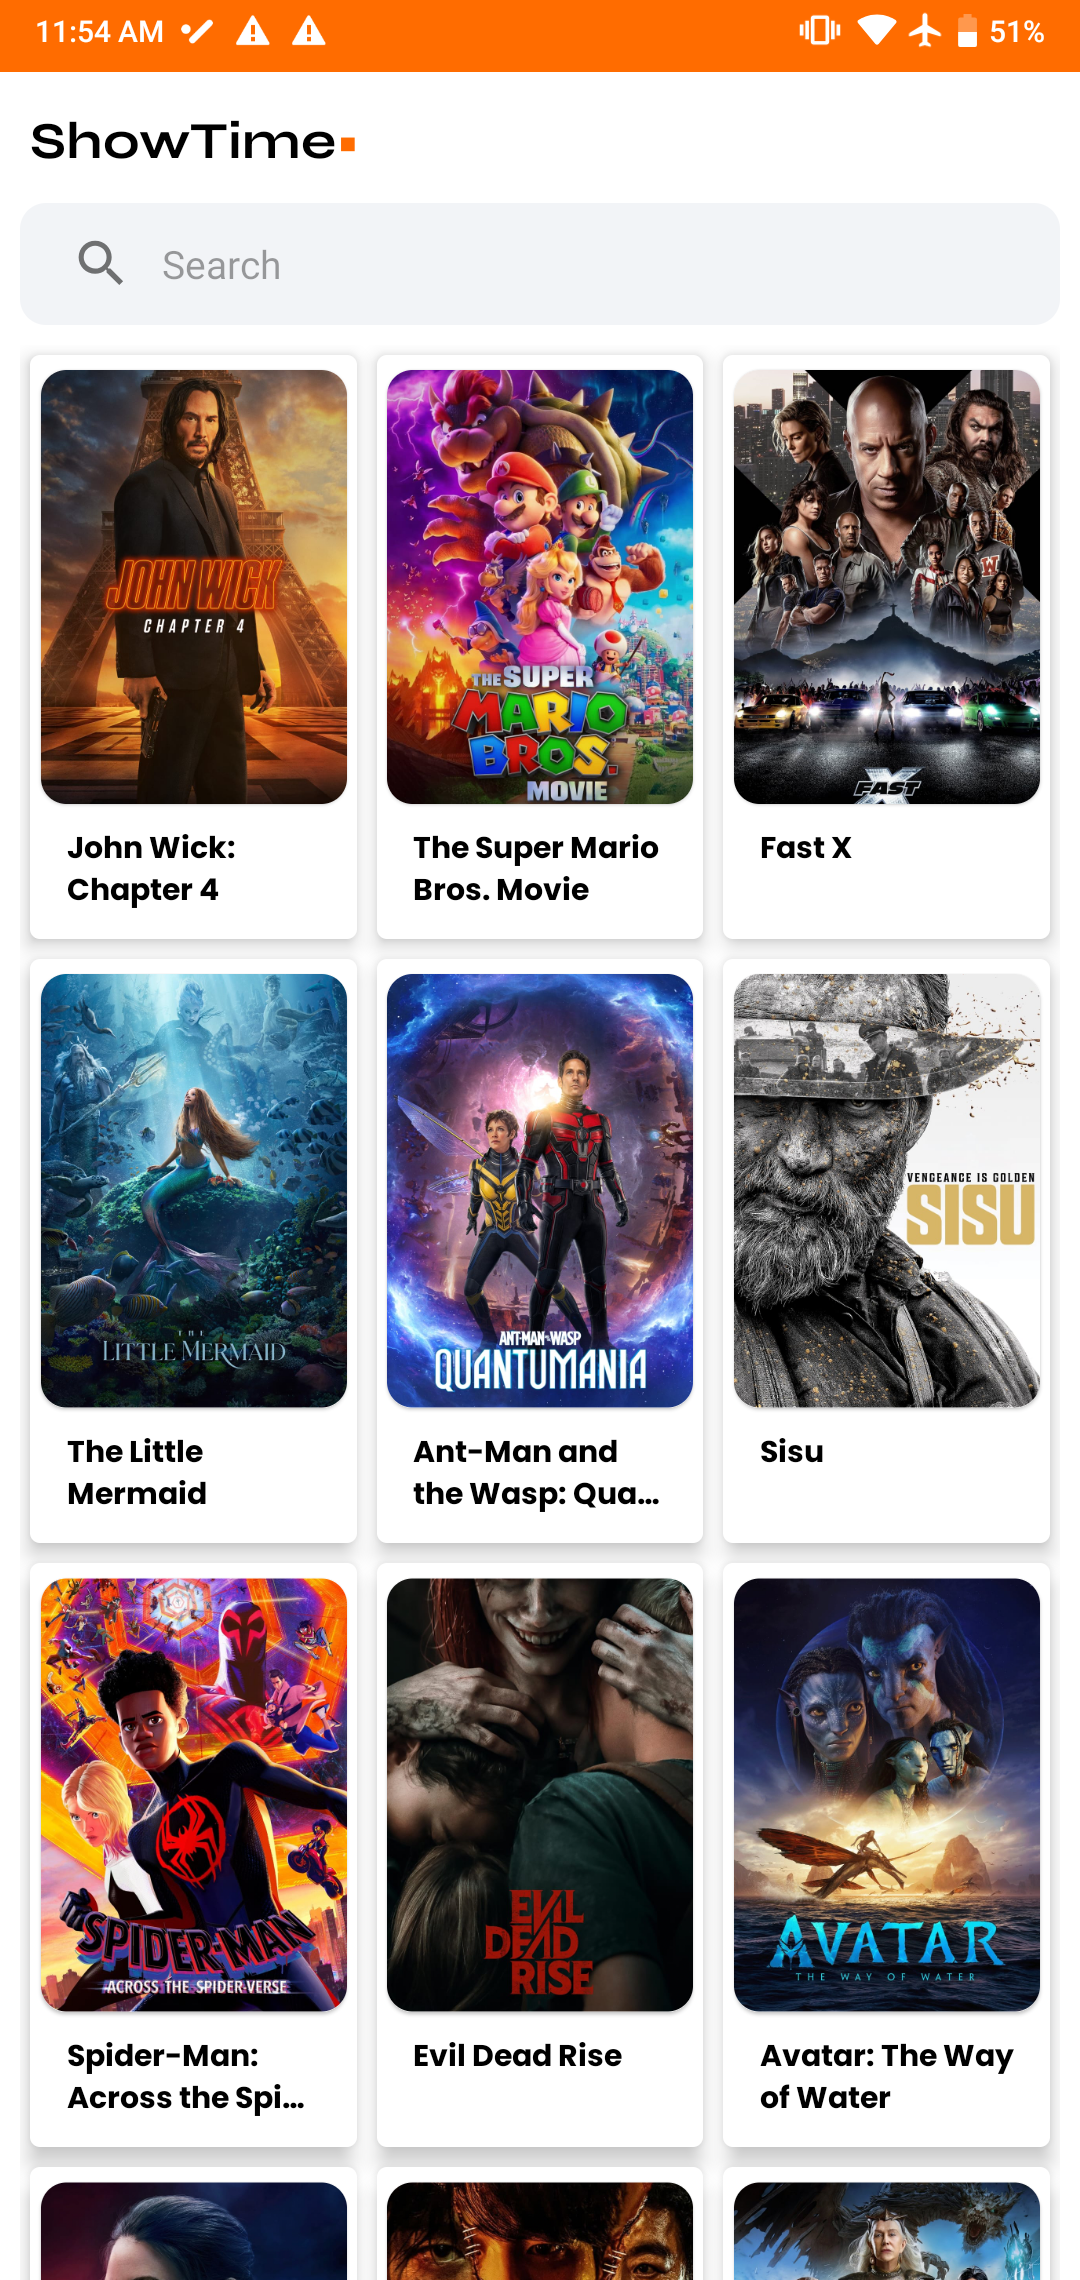 11:54 AM
51%
ShowTime
Search
JOHN WICK
CHAPTER 4
THE SUPER
MARIO
BROS.
MOVIE
FAST X
John Wick:
Chapter 4
The Super Mario
Bros. Movie
Fast X
THE
LITTLE MERMAID
ANT-MAN AND THE WASP
QUANTUMANIA
VENGEANCE IS GOLDEN
SISU
The Little
Mermaid
Ant-Man and
the Wasp: Qua...
Sisu
SPIDER-MAN
ACROSS THE SPIDER-VERSE
EVIL
DEAD
RISE
AVATAR
THE WAY OF WATER
Spider-Man:
Across the Spi...
Evil Dead Rise
Avatar: The Way
of Water